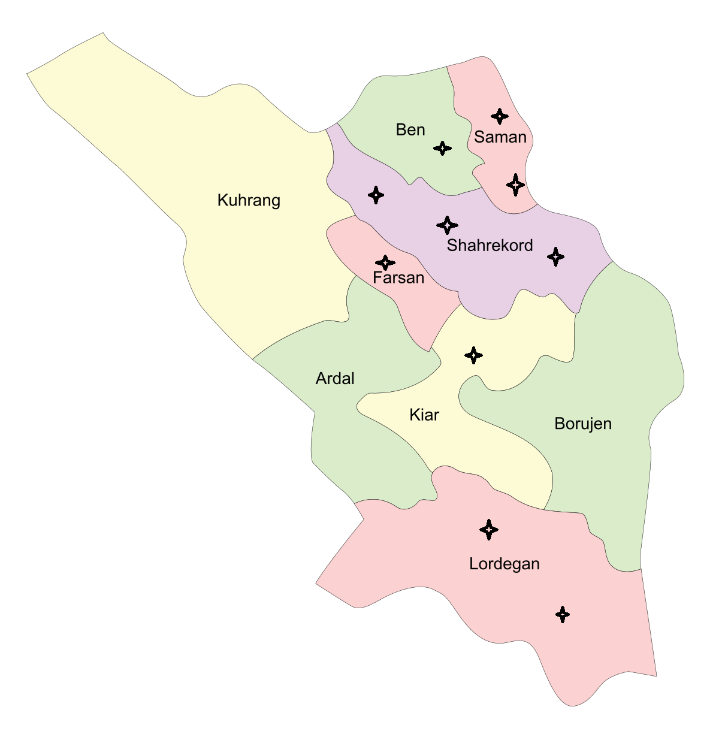 Ben
Saman
Kuhrang
Shahrekord
Farsan
Ardal
Kiar
Borujen
Lordegan